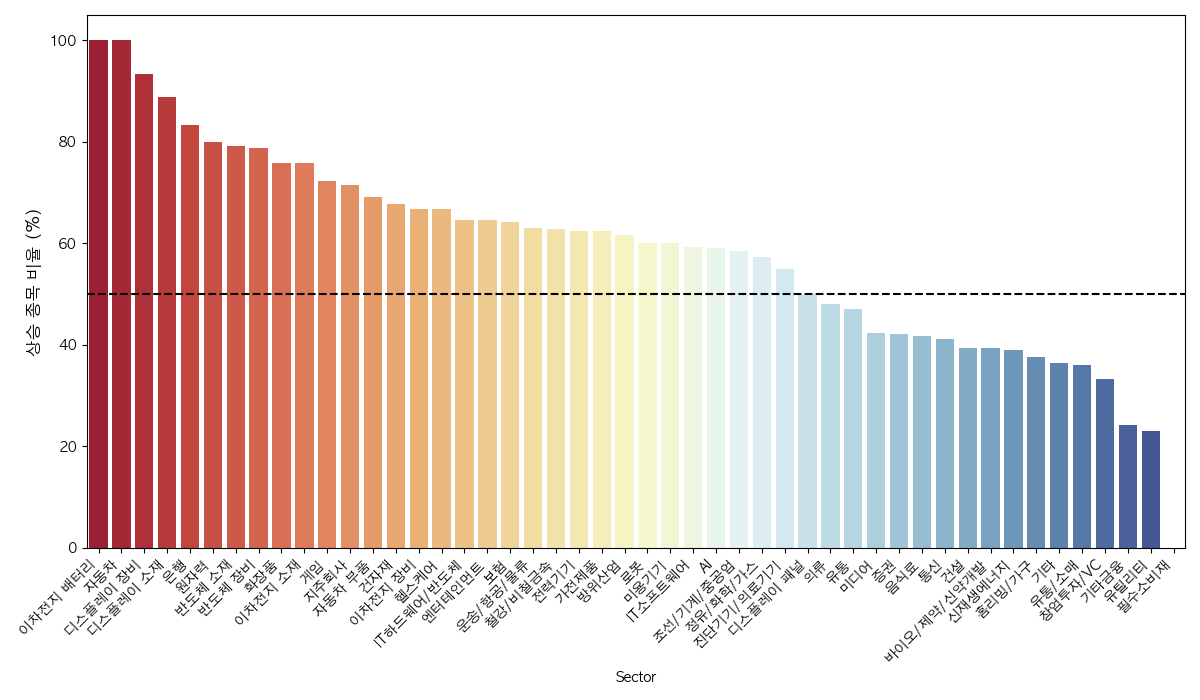 상승 종목 비율 (%)
100
80
60
40
20
0
이차전지 배터리
자동차
디스플레이 장비
디스플레이 소재
은행
원자력
반도체 소재
반도체 장비
화장품
이차전지 소재
게임
지주회사
자동차 부품
건자재
이차전지 장비
헬스케어
IT하드웨어/반도체
엔터테인먼트
보험
운송/항공/물류
철강/비철금속
전력기기
가전제품
방위산업
로봇
미용기기
IT소프트웨어
AI
조선/기계/중공업
정유/화학/가스
진단기기/의료기기
디스플레이 패널
의류
유통
미디어
증권
음식료
통신
건설
바이오/제약/신약개발
신재생에너지
홈리빙/가구
기타
유통/소매
창업투자/VC
기타금융
유틸리티
필수소비재
Sector